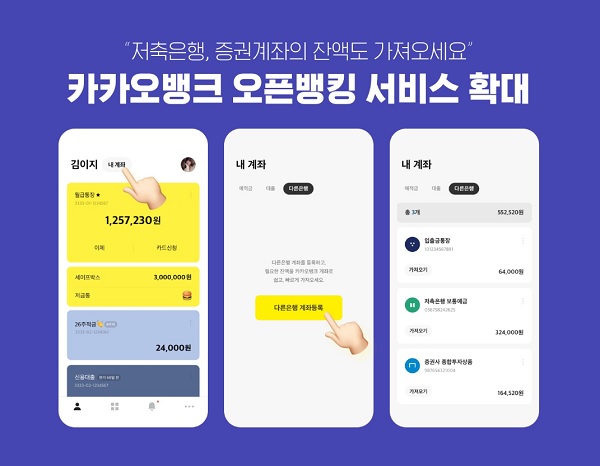 “저축은행, 증권계좌의 잔액도 가져오세요”
카카오뱅크 오픈뱅킹 서비스 확대
김이지 내 계좌
월급통장★
1,257,230원
이체 카드신청
세이프박스 3,000,000원
저금통
26주적금
24,000원
신용대출
내 계좌
예적금 대출 다른은행
다른은행 계좌를 등록하고,
필요한 잔액을 카카오뱅크 계좌로
쉽고, 빠르게 가져오세요.
다른은행 계좌등록
내 계좌
예적금 대출 다른은행
총 3개 552,520원
입출금통장
가져오기 64,000원
저축은행 보통예금
가져오기 324,000원
증권사 종합투자상품
가져오기 164,520원